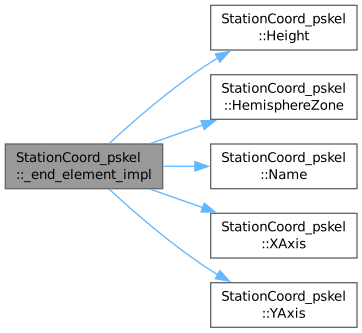 StationCoord_pskel
::_end_element_impl
StationCoord_pskel
::Height
StationCoord_pskel
::HemisphereZone
StationCoord_pskel
::Name
StationCoord_pskel
::XAxis
StationCoord_pskel
::YAxis